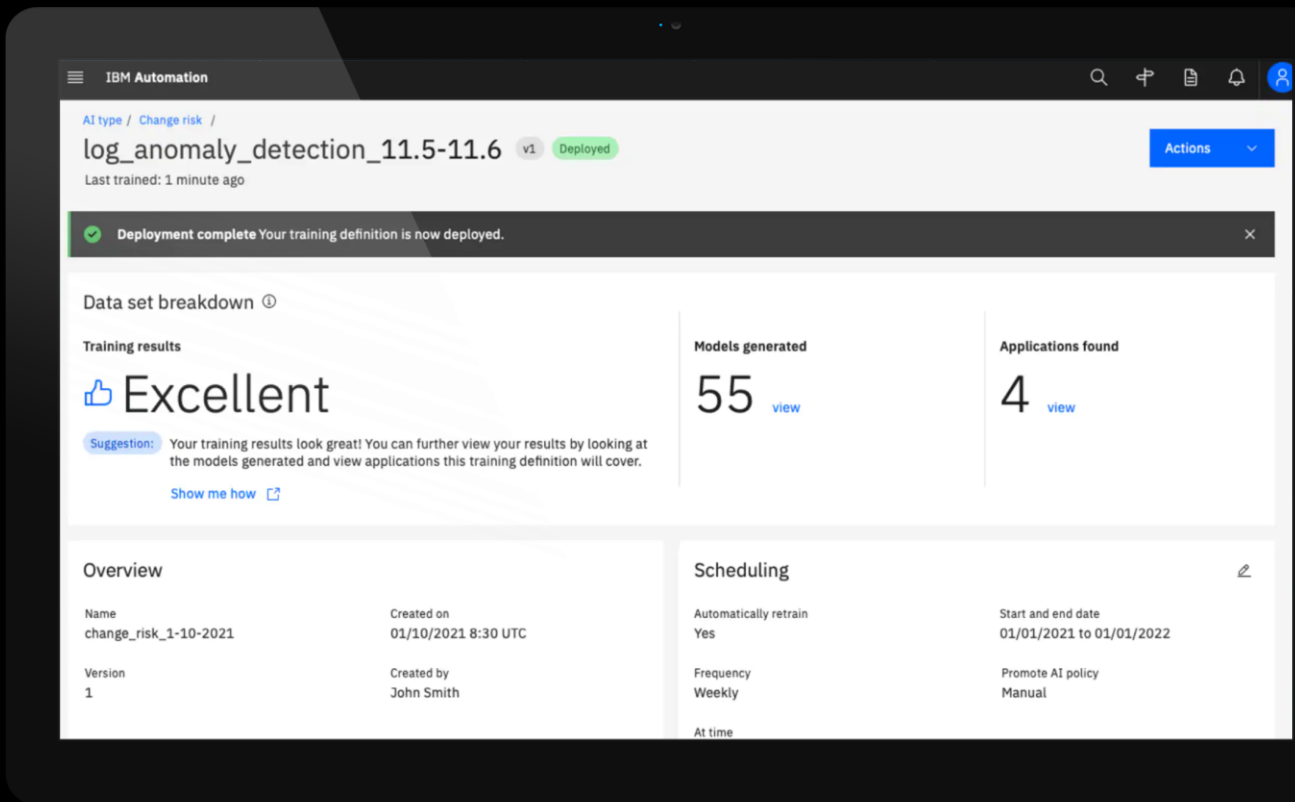 IBM Automation
AI type / Change risk /
log_anomaly_detection_11.5-11.6 v1 Deployed
Actions
Last trained: 1 minute ago
Deployment complete Your training definition is now deployed.
Data set breakdown
Training results
Excellent
Suggestion: Your training results look great! You can further view your results by looking at
the models generated and view applications this training definition will cover.
Show me how
Models generated
55 view
Applications found
4 view
Overview
Name
change_risk_1-10-2021
Created on
01/10/2021 8:30 UTC
Version
1
Created by
John Smith
Scheduling
Automatically retrain
Yes
Start and end date
01/01/2021 to 01/01/2022
Frequency
Weekly
Promote AI policy
Manual
At time